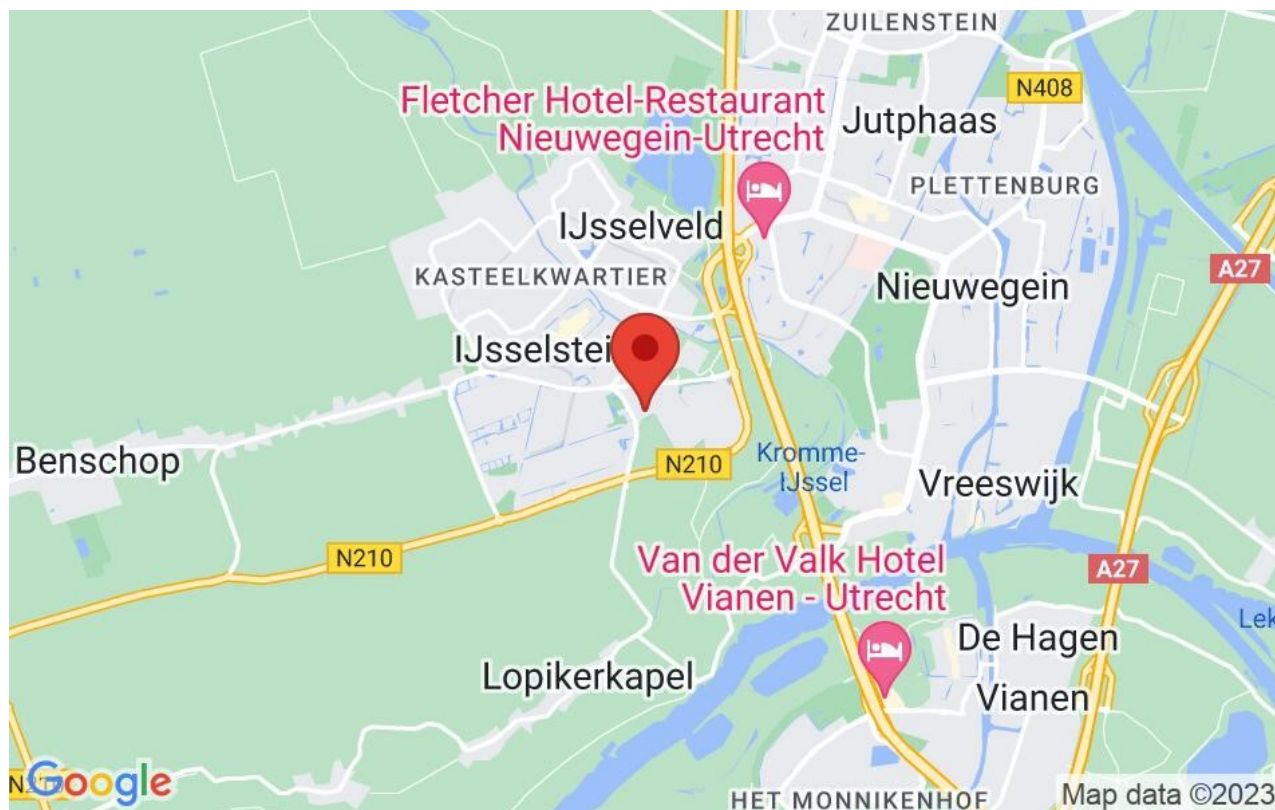 ZUILENSTEIN
N408
Fletcher Hotel-Restaurant
Nieuwegein-Utrecht
Jutphaas
PLETTENBURG
IJsselveld
A27
KASTEELKWARTIER
Nieuwegein
IJsselstei
Benschop
N210
Kromme-
IJssel
Vreeswijk
N210
Van der Valk Hotel
Vianen - Utrecht
A27
Lek
De Hagen
Lopikerkapel
Vianen
Google
Map data ©2023
HET MONNIKENHOF